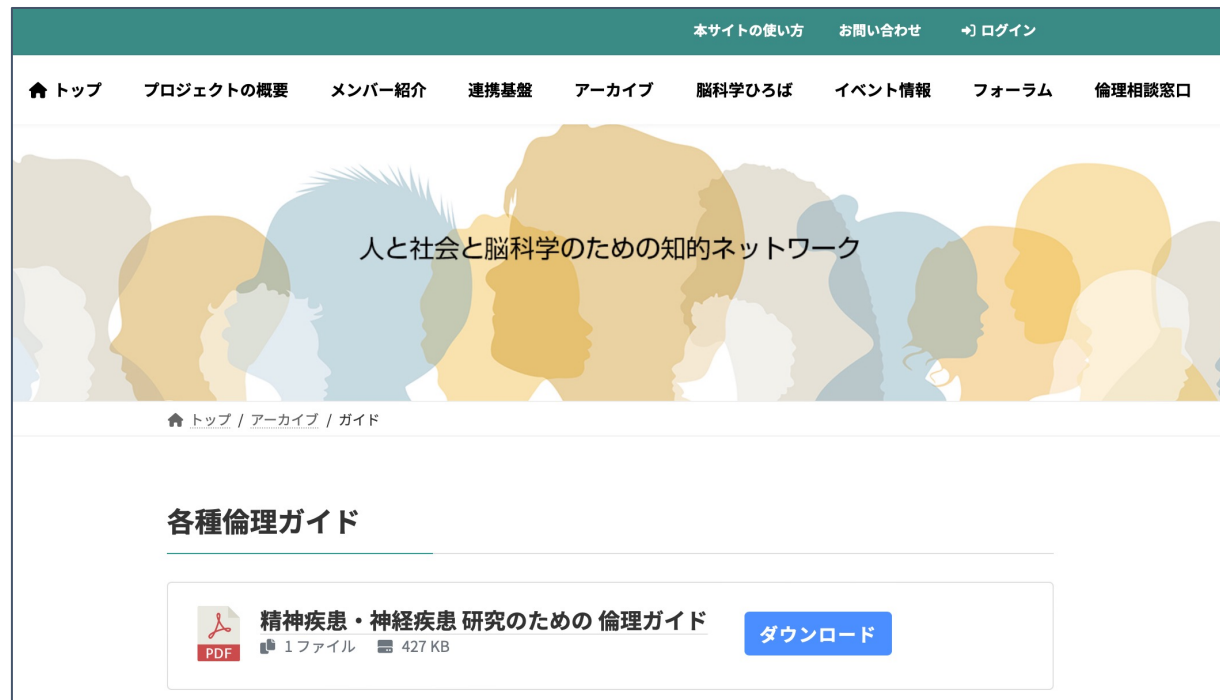 本サイトの使い方 お問い合わせ ログイン
トップ プロジェクトの概要 メンバー紹介 連携基盤 アーカイブ 脳科学ひろば イベント情報 フォーラム 倫理相談窓口
人と社会と脳科学のための知的ネットワーク
トップ / アーカイブ / ガイド
各種倫理ガイド
精神疾患・神経疾患 研究のための 倫理ガイド
PDF 1 ファイル 427 KB
ダウンロード